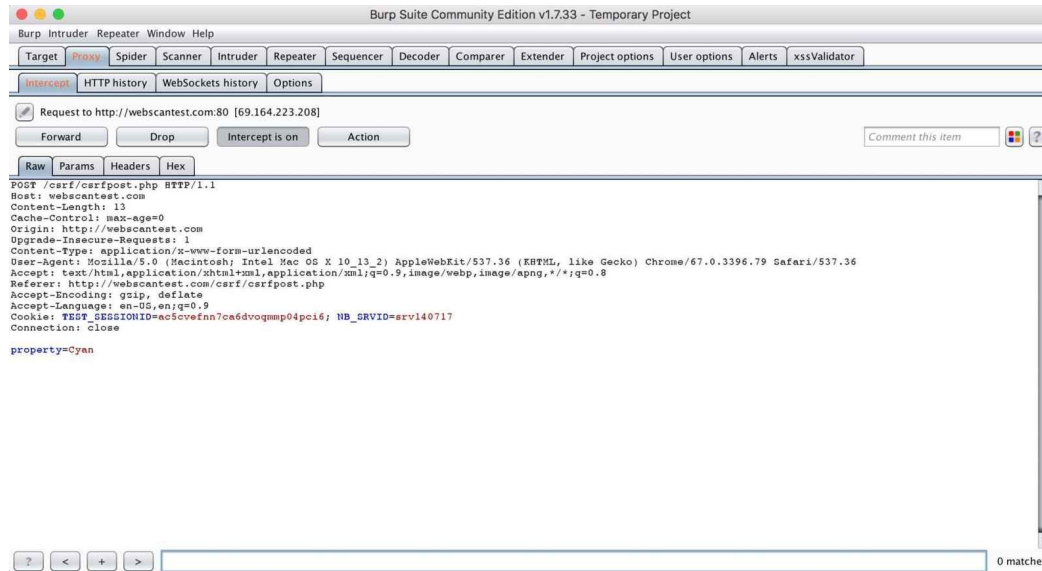 Burp Suite Community Edition v1.7.33 - Temporary Project
Burp Intruder Repeater Window Help
Target Proxy Spider Scanner Intruder Repeater Sequencer Decoder Comparer Extender Project options User options Alerts xssValidator
Intercept HTTP history WebSockets history Options
Request to http://webscantest.com:80 [69.164.223.208]
Forward Drop Intercept is on Action Comment this item ?
Raw Params Headers Hex
POST /csrf/csrfpost.php HTTP/1.1
Host: webscantest.com
Content-Length: 13
Cache-Control: max-age=0
Origin: http://webscantest.com
Upgrade-Insecure-Requests: 1
Content-Type: application/x-www-form-urlencoded
User-Agent: Mozilla/5.0 (Macintosh; Intel Mac OS X 10_13_2) AppleWebKit/537.36 (KHTML, like Gecko) Chrome/67.0.3396.79 Safari/537.36
Accept: text/html,application/xhtml+xml,application/xml;q=0.9,image/webp,image/apng,*/*;q=0.8
Referer: http://webscantest.com/csrf/csrfpost.php
Accept-Encoding: gzip, deflate
Accept-Language: en-US,en;q=0.9
Cookie: TEST_SESSIONID=ac5cvefnn7ca6dvoqmmp04pci6; NB_SRVID=srv140717
Connection: close
property=Cyan
? < + > 0 matche